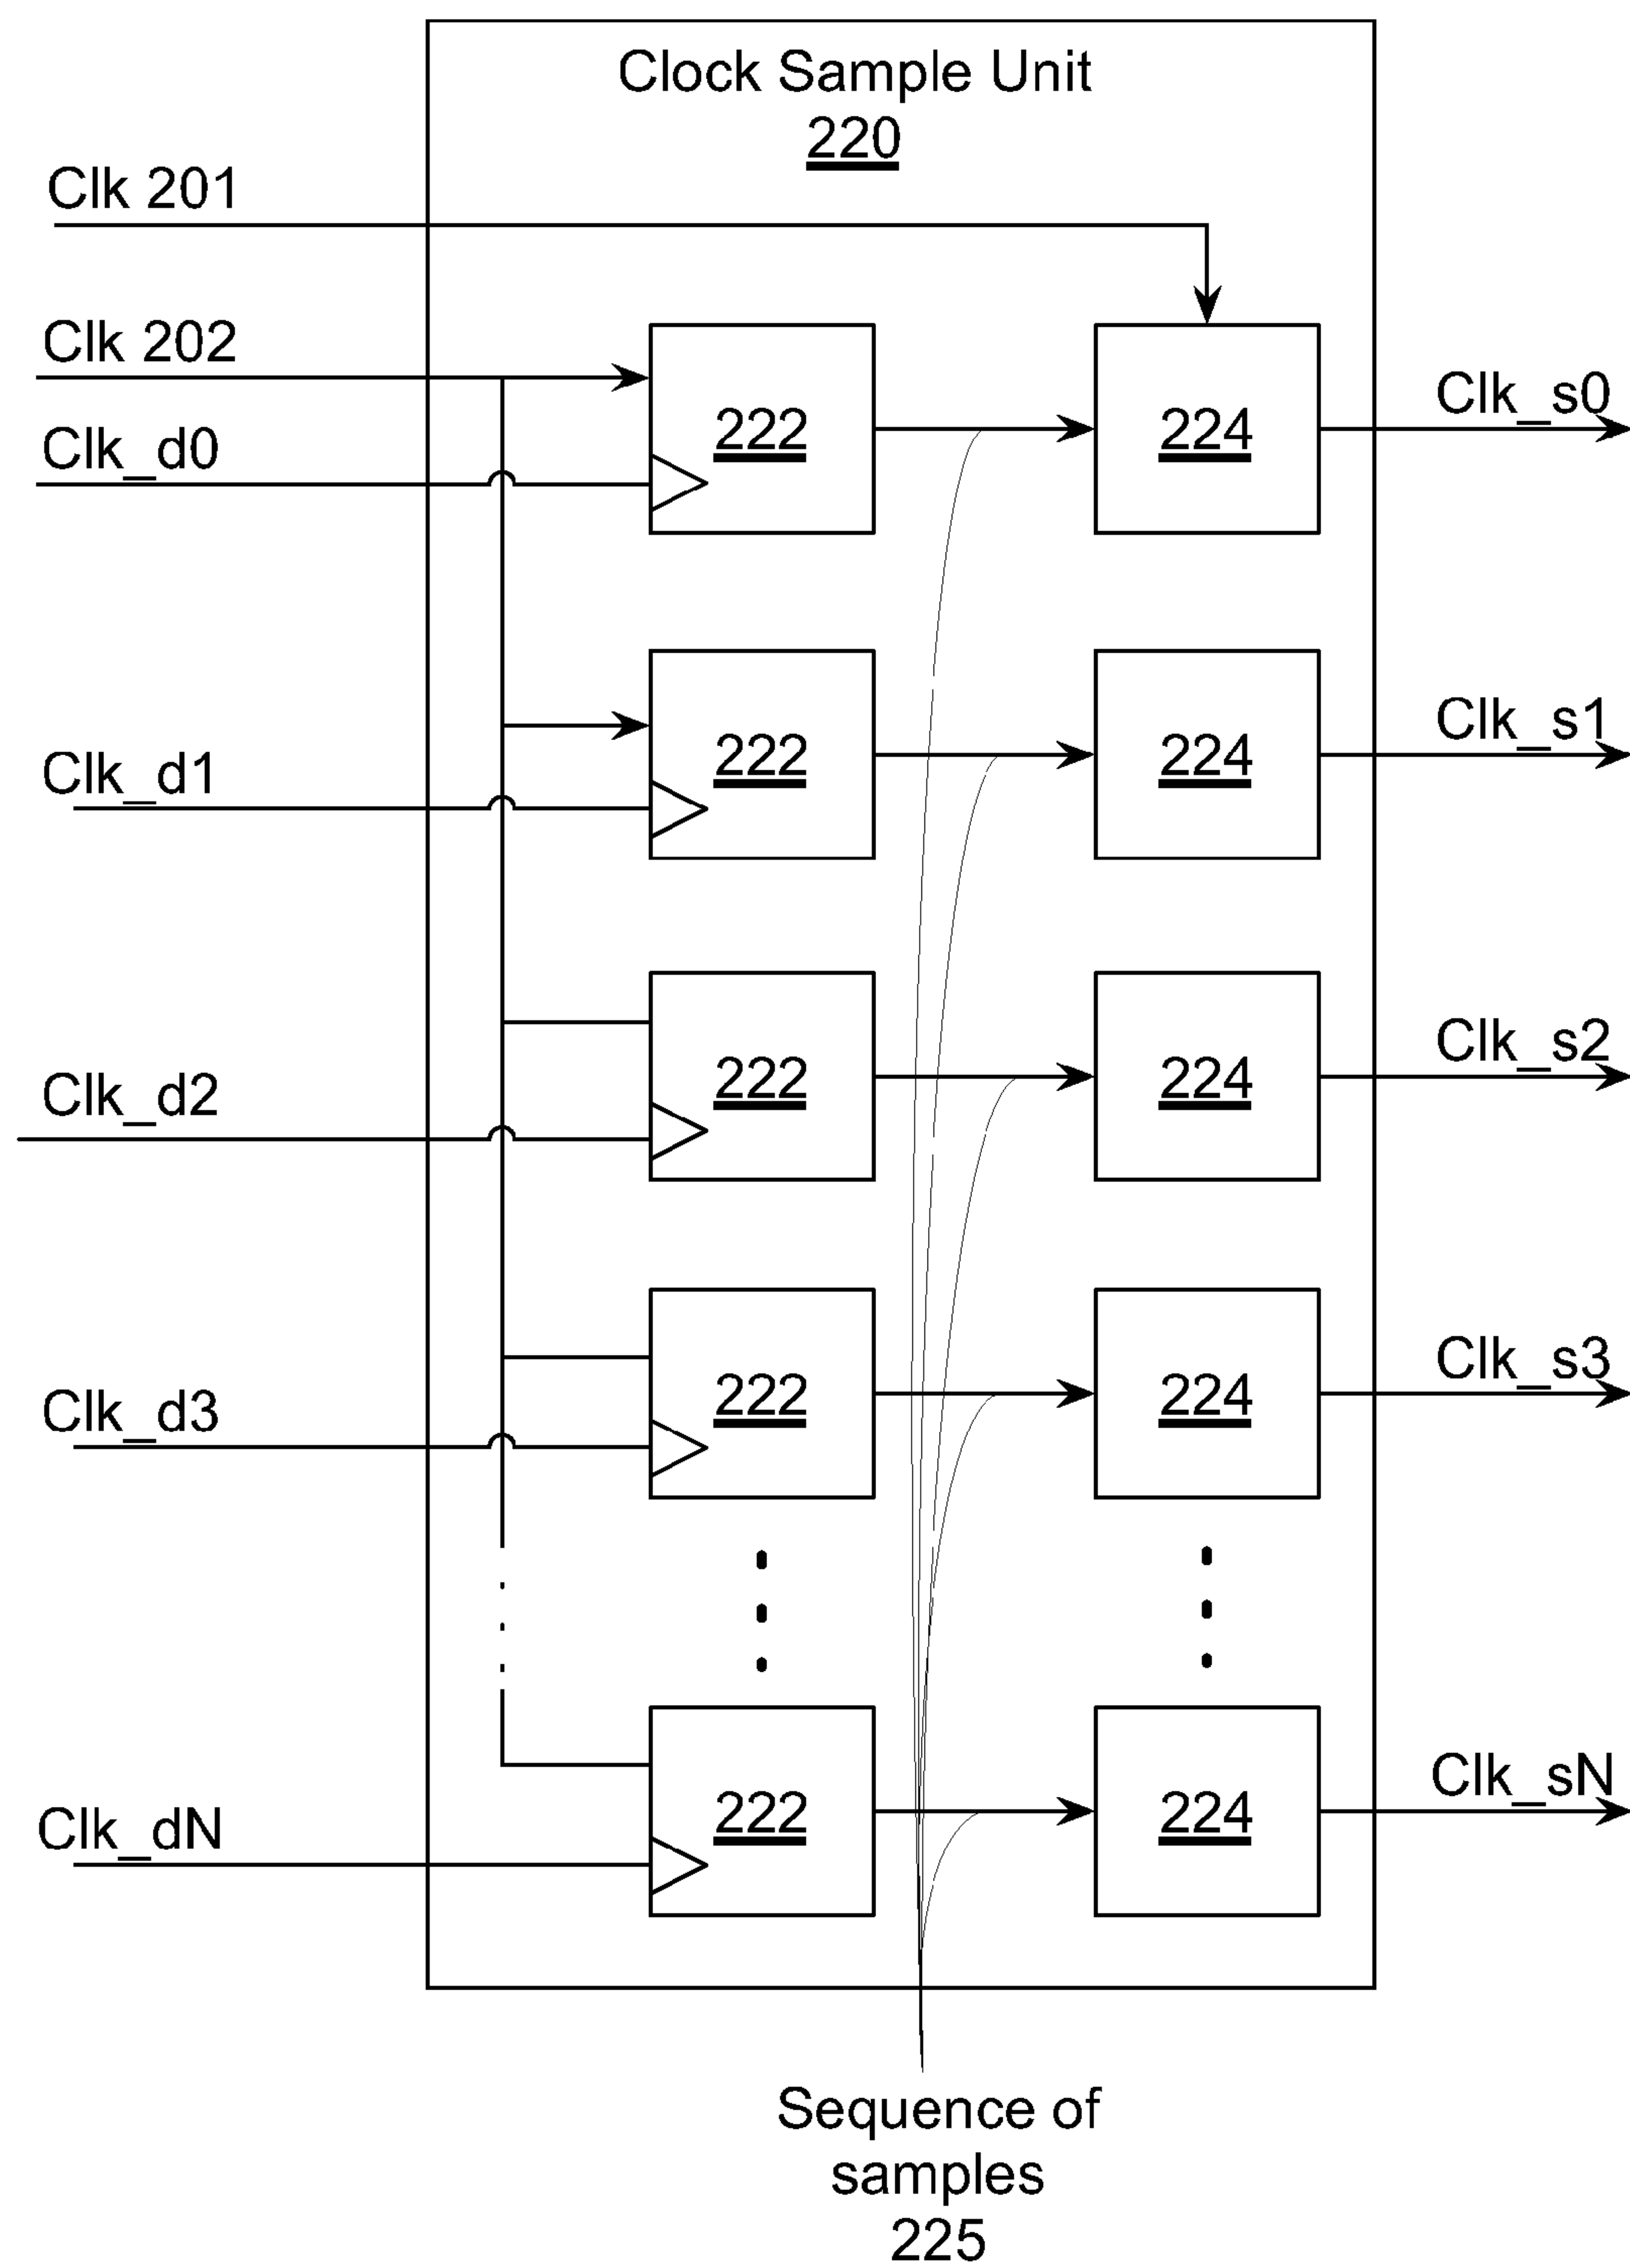 Clock Sample Unit
220
Clk 201
Clk 202
Clk_d0
222
224
Clk_s0
Clk_d1
222
224
Clk_s1
Clk_d2
222
224
Clk_s2
Clk_d3
222
224
Clk_s3
Clk_dN
222
224
Clk_sN
Sequence of
samples
225